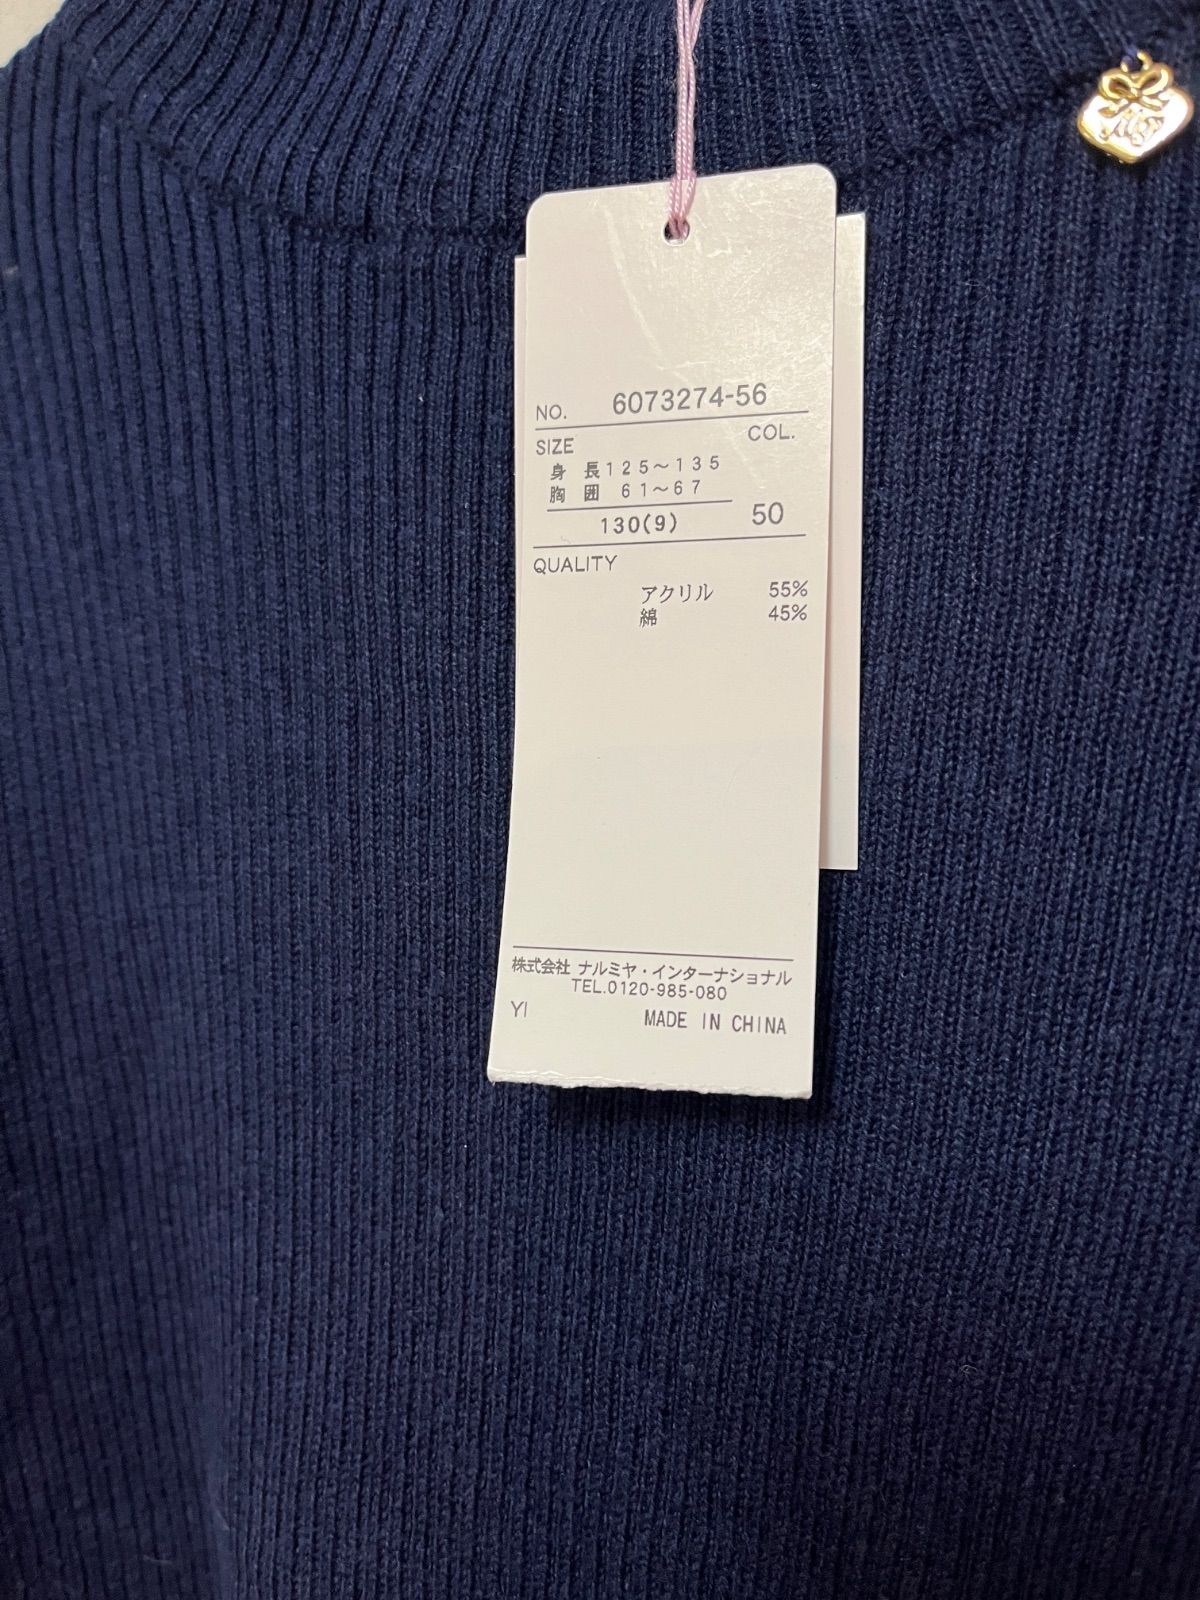 NO. 6073274-56
SIZE COL.
身長125～135
胸囲 61～67
130(9) 50
QUALITY
アクリル 55%
綿 45%
株式会社 ナルミヤ・インターナショナル
TEL.0120-985-080
YI MADE IN CHINA